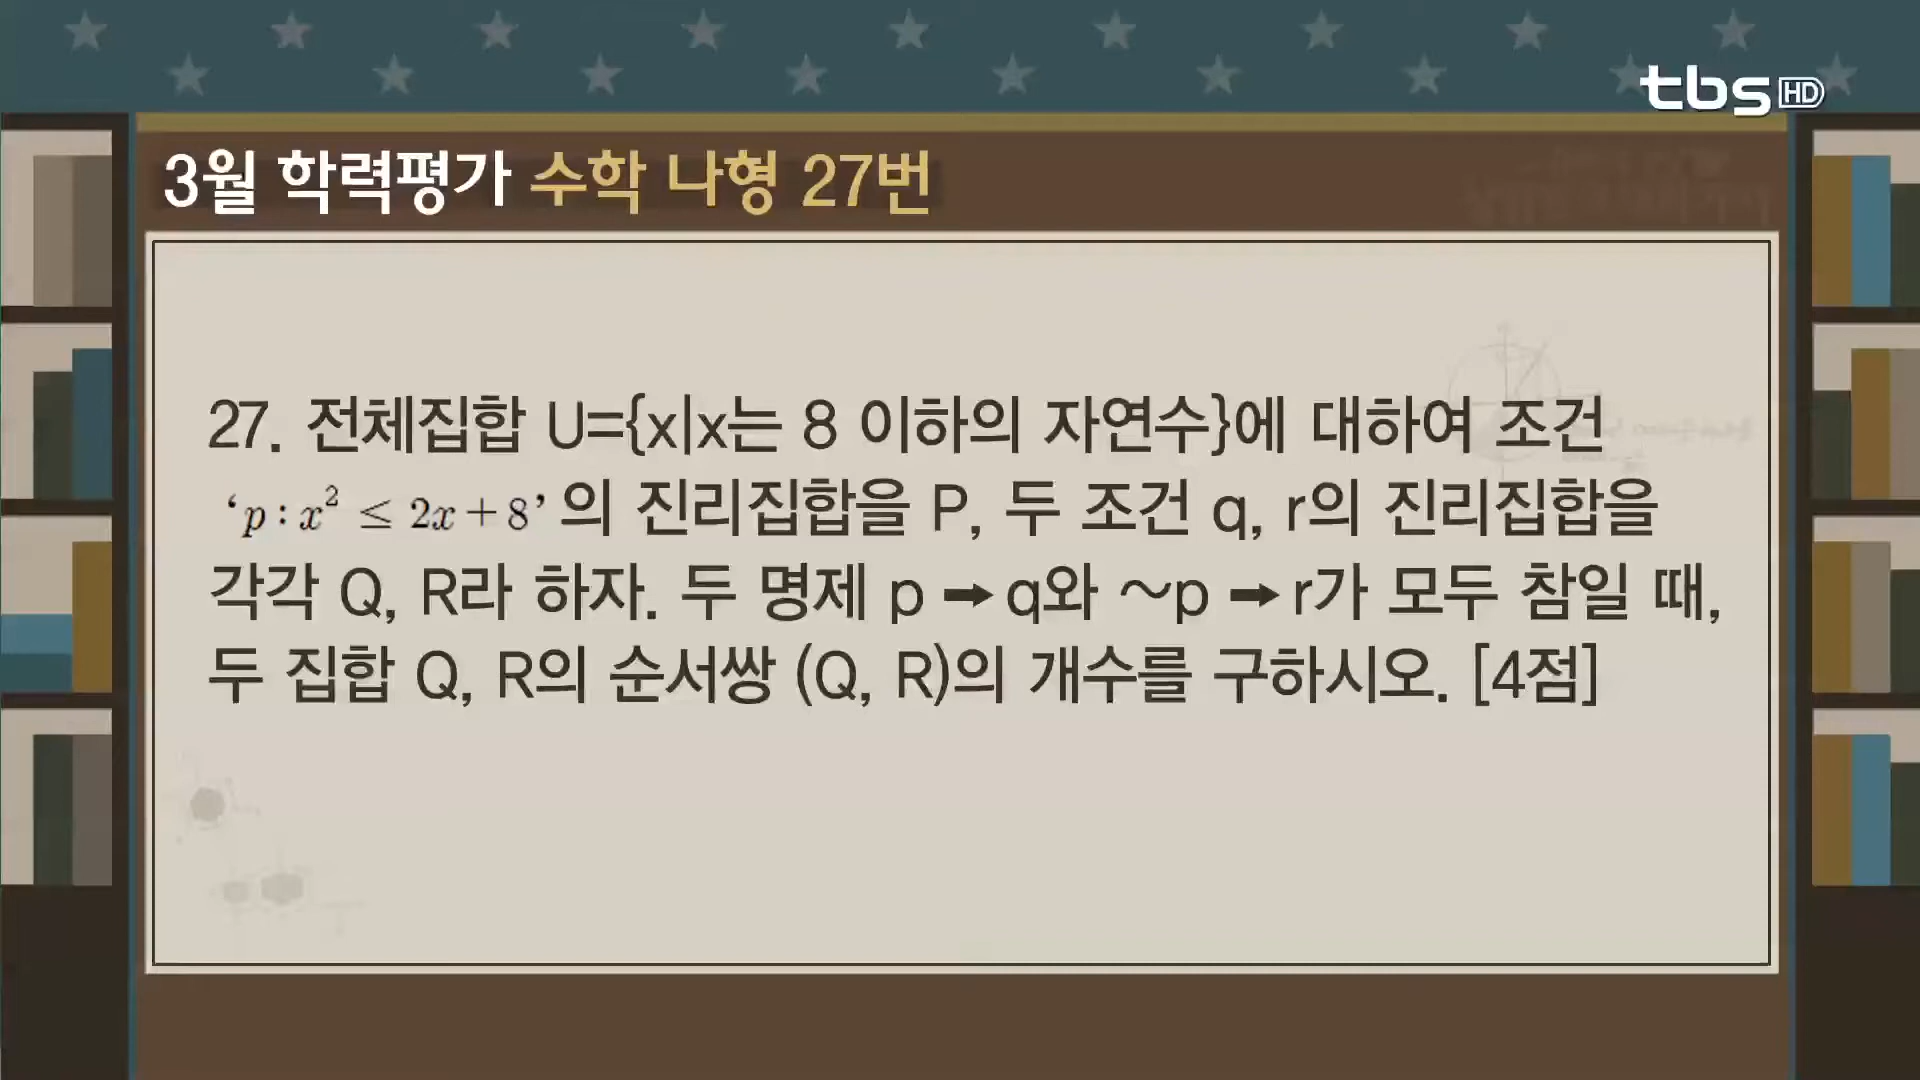 tbs HD
3월 학력평가 수학 나형 27번
27. 전체집합 U={x|x는 8 이하의 자연수}에 대하여 조건
‘p : x² ≤ 2x+8’의 진리집합을 P, 두 조건 q, r의 진리집합을
각각 Q, R라 하자. 두 명제 p ➡ q와 ~p ➡ r가 모두 참일 때,
두 집합 Q, R의 순서쌍 (Q, R)의 개수를 구하시오. [4점]